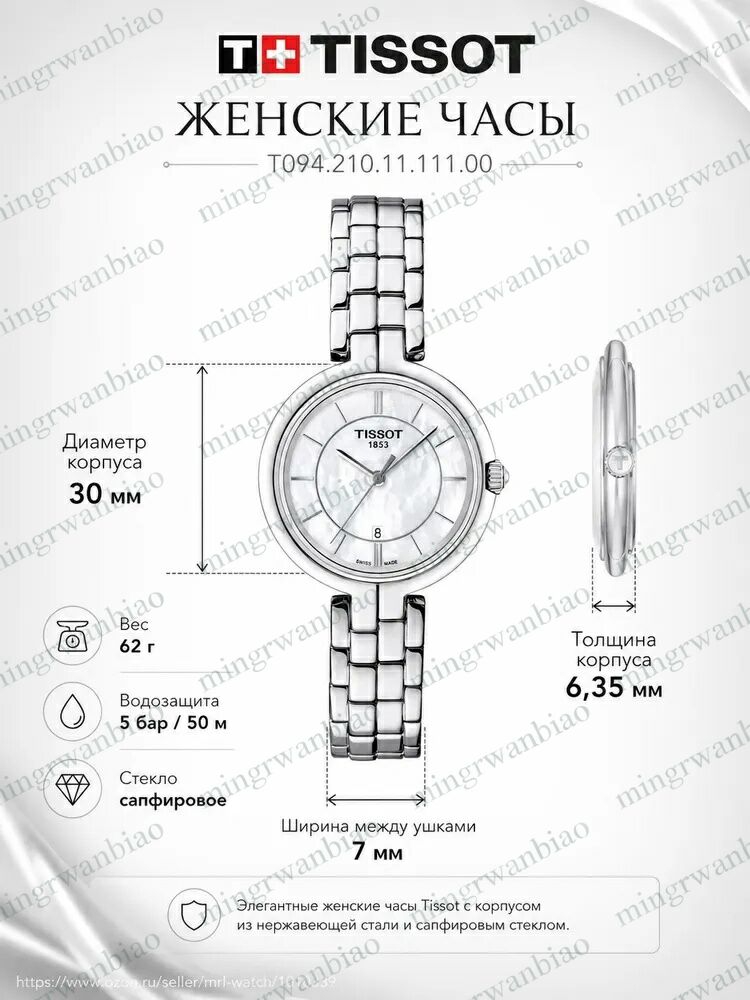 T+ TISSOT
ЖЕНСКИЕ ЧАСЫ
T094.210.11.111.00
TISSOT
1853
8
SWISS MADE
T
Диаметр
корпуса
30 мм
Вес
62 г
Водозащита
5 бар / 50 м
Стекло
сапфировое
Толщина
корпуса
6,35 мм
Ширина между ушками
7 мм
Элегантные женские часы Tissot с корпусом
из нержавеющей стали и сапфировым стеклом.
mingrwanbiao